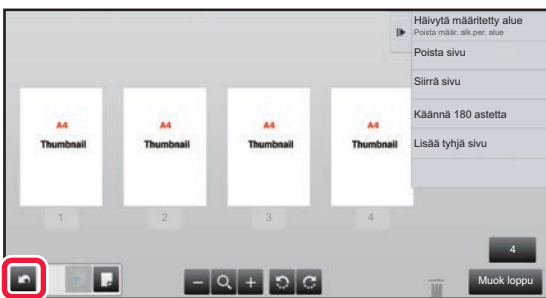 Häivytä määritetty alue
Poista määr. alk.per. alue
Poista sivu
Siirrä sivu
Käännä 180 astetta
Lisää tyhjä sivu
A4 A4 A4 A4
Thumbnail Thumbnail Thumbnail Thumbnail
1 2 3 4
4
Muok loppu